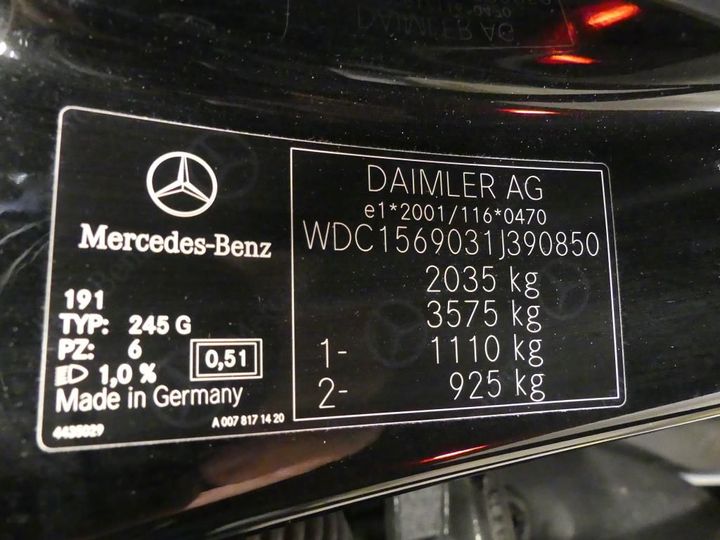 Mercedes-Benz
191
TYP: 245 G
PZ: 6
1,0 %
0,51
Made in Germany
4435029
A 007 817 14 20
DAIMLER AG
e1*2001/116*0470
WDC1569031J390850
2035 kg
3575 kg
1- 1110 kg
2- 925 kg
DAIMLER AG